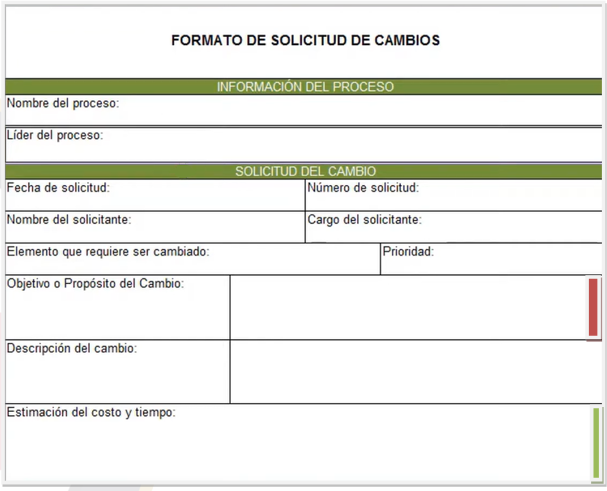 FORMATO DE SOLICITUD DE CAMBIOS
INFORMACIÓN DEL PROCESO
Nombre del proceso:
Líder del proceso:
SOLICITUD DEL CAMBIO
Fecha de solicitud:
Número de solicitud:
Nombre del solicitante:
Cargo del solicitante:
Elemento que requiere ser cambiado:
Prioridad:
Objetivo o Propósito del Cambio:
Descripción del cambio:
Estimación del costo y tiempo: